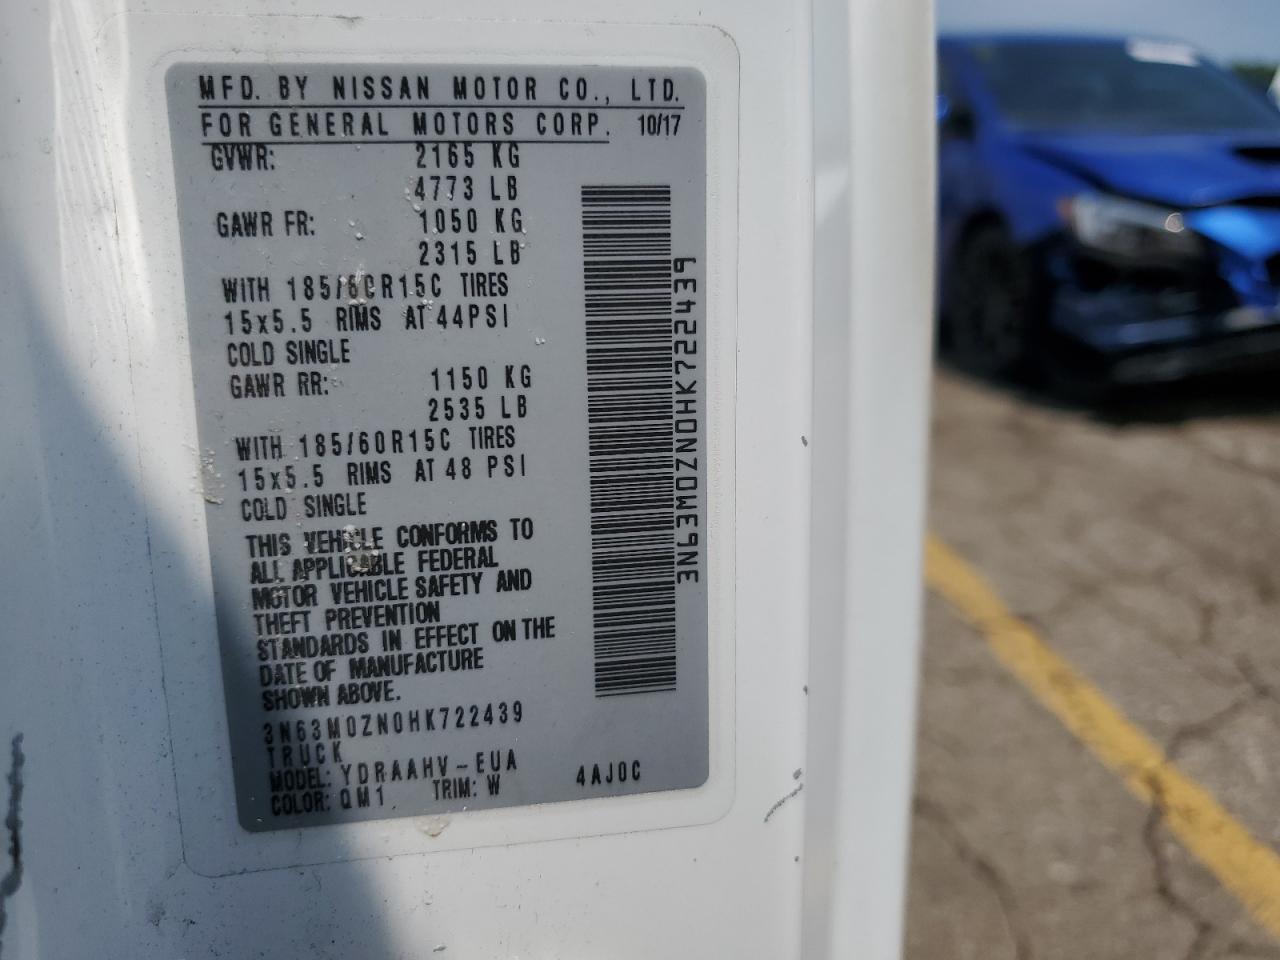 MFD. BY NISSAN MOTOR CO., LTD.
FOR GENERAL MOTORS CORP. 10/17
GVWR: 2165 KG
4773 LB
GAWR FR: 1050 KG
2315 LB
WITH 185/60R15C TIRES
15x5.5 RIMS AT 44PSI
COLD SINGLE
GAWR RR: 1150 KG
2535 LB
WITH 185/60R15C TIRES
15x5.5 RIMS AT 48 PSI
COLD SINGLE
THIS VEHICLE CONFORMS TO
ALL APPLICABLE FEDERAL
MOTOR VEHICLE SAFETY AND
THEFT PREVENTION
STANDARDS IN EFFECT ON THE
DATE OF MANUFACTURE
SHOWN ABOVE.
3N63M0ZN0HK722439
TRUCK
MODEL: YDRAAHV-EUA
COLOR: QM1 TRIM: W 4AJ0C
3N63M0ZN0HK722439